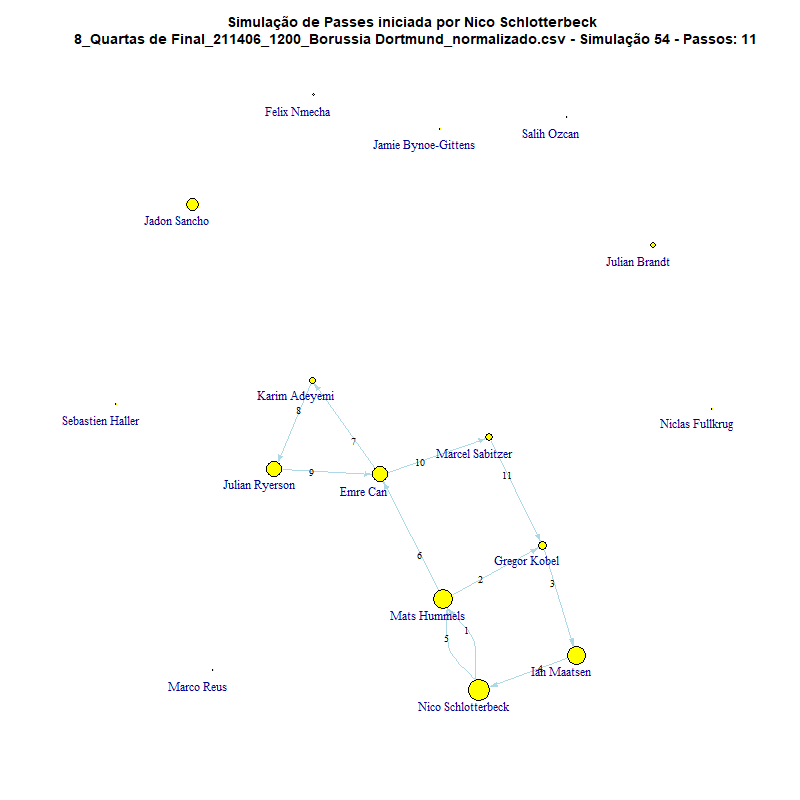 Simulação de Passes iniciada por Nico Schlotterbeck
8_Quartas de Final_211406_1200_Borussia Dortmund_normalizado.csv - Simulação 54 - Passos: 11
Felix Nmecha
Jamie Bynoe-Gittens
Salih Ozcan
Jadon Sancho
Julian Brandt
Karim Adeyemi
8
Sebastien Haller
Niclas Fullkrug
7
Marcel Sabitzer
10
9
11
Julian Ryerson
Emre Can
6
Gregor Kobel
2
3
Mats Hummels
1
5
4
Ian Maatsen
Marco Reus
Nico Schlotterbeck